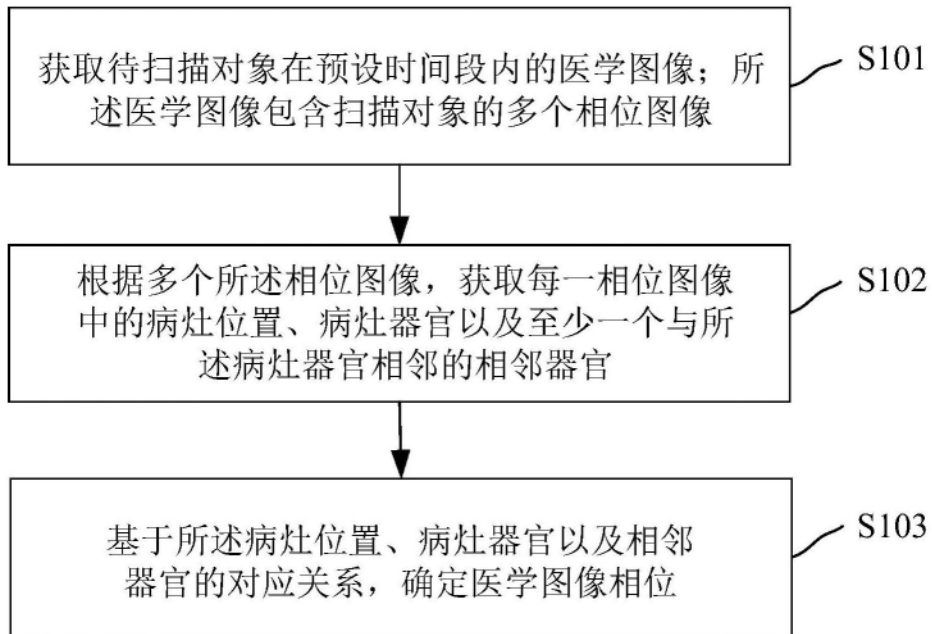 获取待扫描对象在预设时间段内的医学图像；所
述医学图像包含扫描对象的多个相位图像
S101
根据多个所述相位图像，获取每一相位图像
中的病灶位置、病灶器官以及至少一个与所
述病灶器官相邻的相邻器官
S102
基于所述病灶位置、病灶器官以及相邻
器官的对应关系，确定医学图像相位
S103